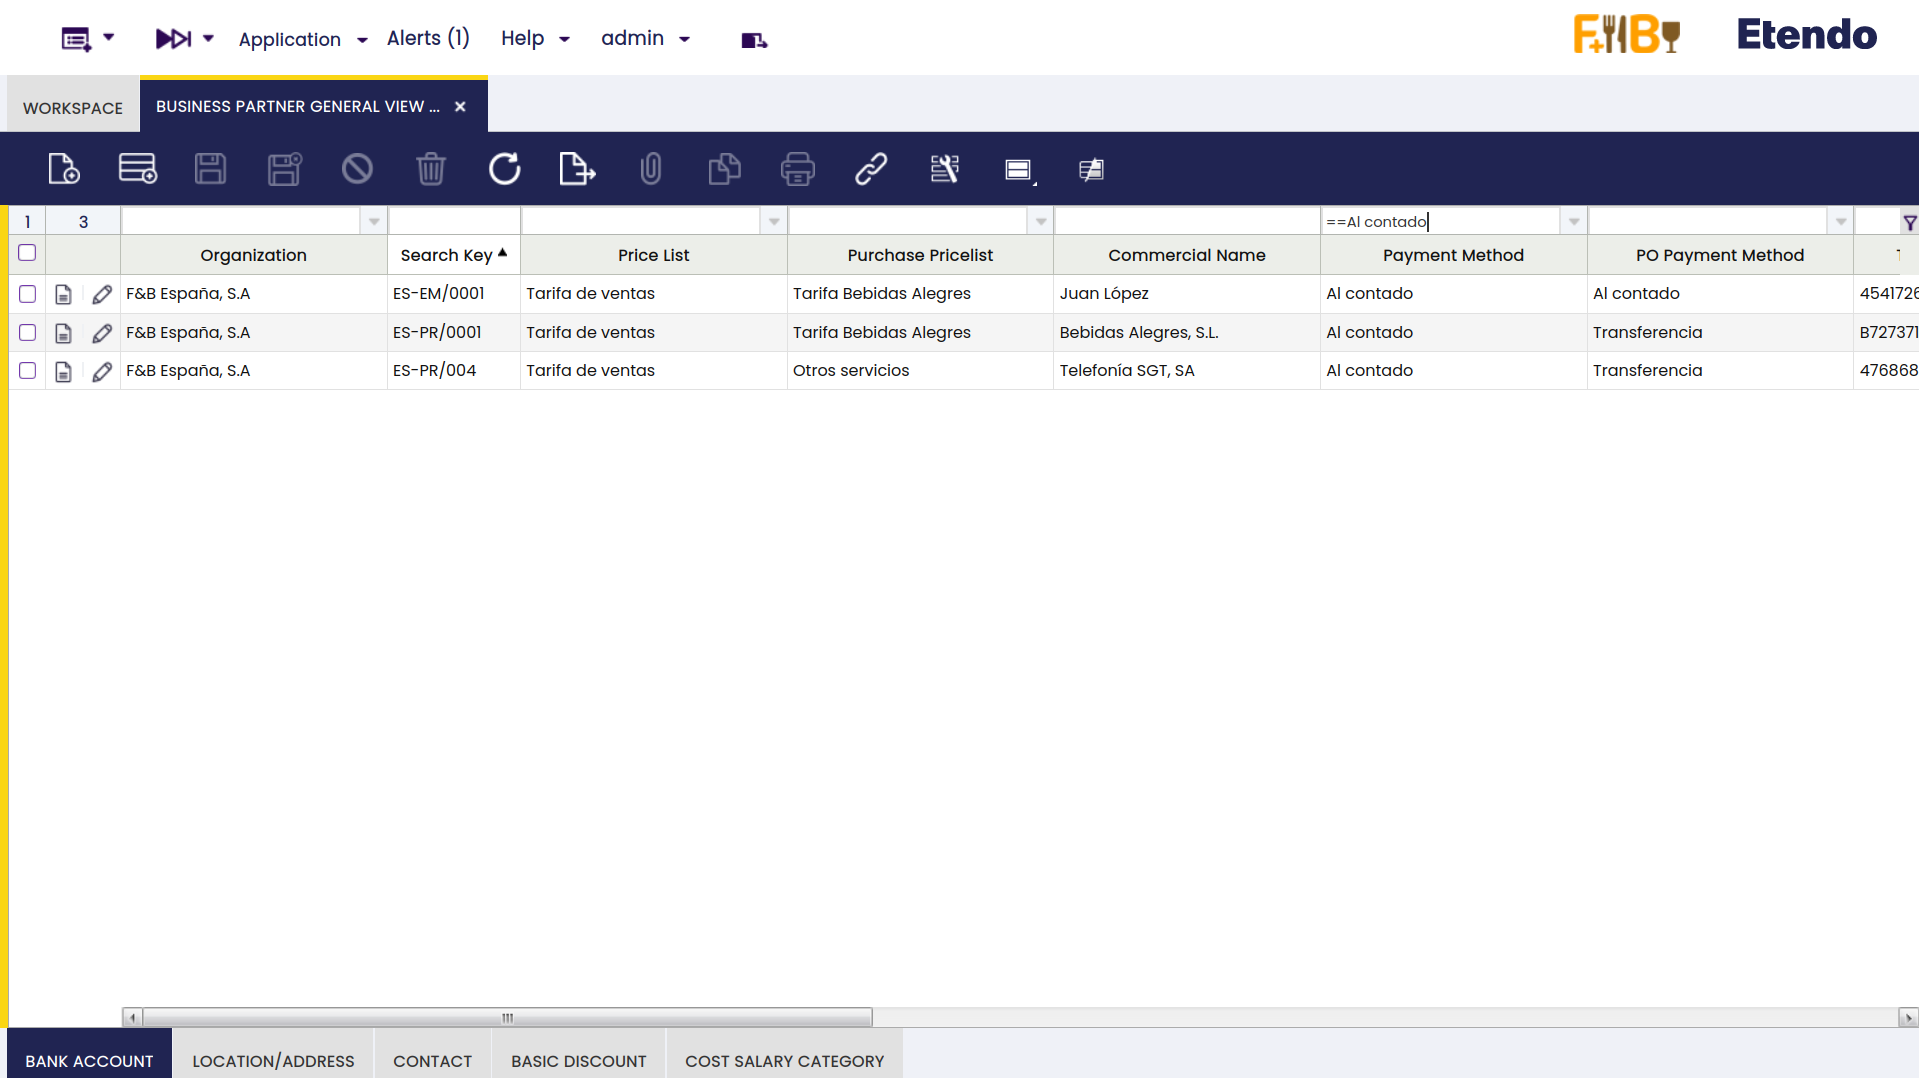 Application
Alerts (1)
Help
admin
F+B
Etendo
WORKSPACE
BUSINESS PARTNER GENERAL VIEW ...
1
3
==Al contado
Organization
Search Key
Price List
Purchase Pricelist
Commercial Name
Payment Method
PO Payment Method
F&B España, S.A
ES-EM/0001
Tarifa de ventas
Tarifa Bebidas Alegres
Juan López
Al contado
Al contado
454172
F&B España, S.A
ES-PR/0001
Tarifa de ventas
Tarifa Bebidas Alegres
Bebidas Alegres, S.L.
Al contado
Transferencia
B727371
F&B España, S.A
ES-PR/004
Tarifa de ventas
Otros servicios
Telefonía SGT, SA
Al contado
Transferencia
476868
BANK ACCOUNT
LOCATION/ADDRESS
CONTACT
BASIC DISCOUNT
COST SALARY CATEGORY